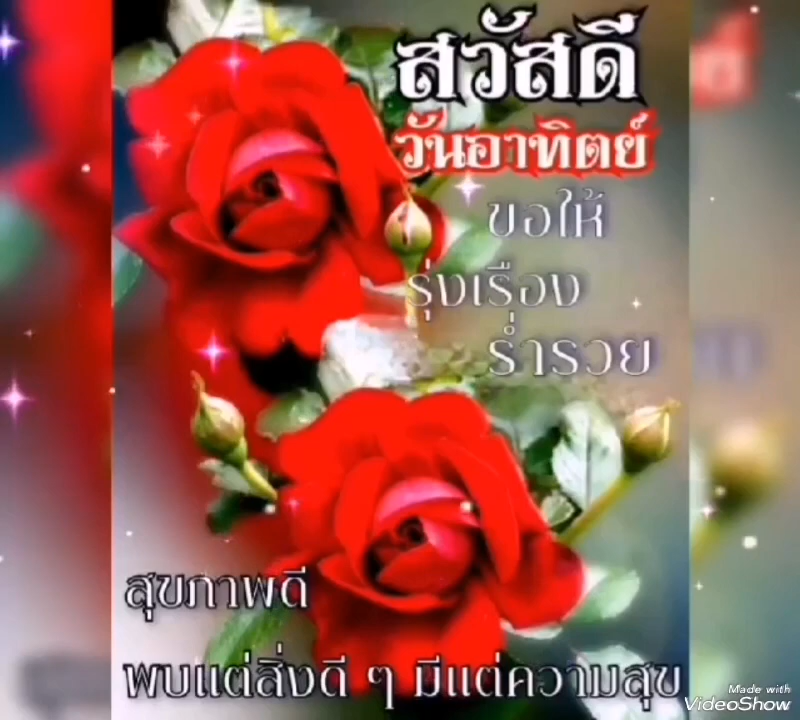 สวัสดี
วันอาทิตย์
ขอให้
รุ่งเรือง
ร่ำรวย
สุขภาพดี
พบแต่สิ่งดี ๆ มีแต่ความสุข
Made with
VideoShow